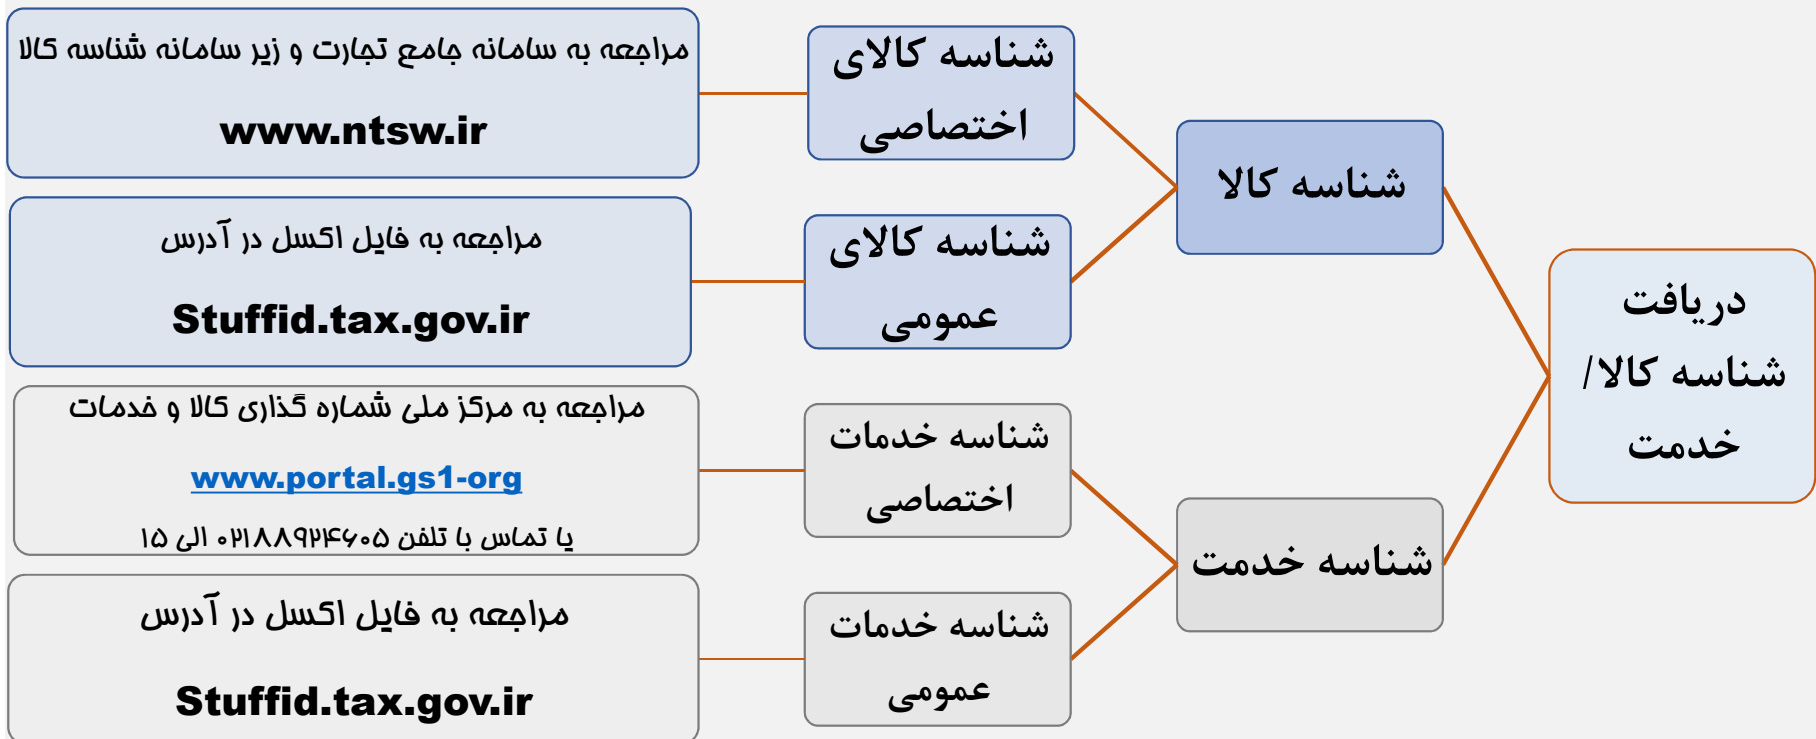 دریافت
شناسه کالا/
خدمت
شناسه کالا
شناسه کالای
اختصاصی
مراجعه به سامانه جامع تجارت و زیر سامانه شناسه کالا
www.ntsw.ir
شناسه کالای
عمومی
مراجعه به فایل اکسل در آدرس
Stuffid.tax.gov.ir
شناسه خدمت
شناسه خدمات
اختصاصی
مراجعه به مرکز ملی شماره گذاری کالا و خدمات
www.portal.gs1-org
یا تماس با تلفن ۰۲۱۸۸۹۲۴۶۰۵ الی ۱۵
شناسه خدمات
عمومی
مراجعه به فایل اکسل در آدرس
Stuffid.tax.gov.ir